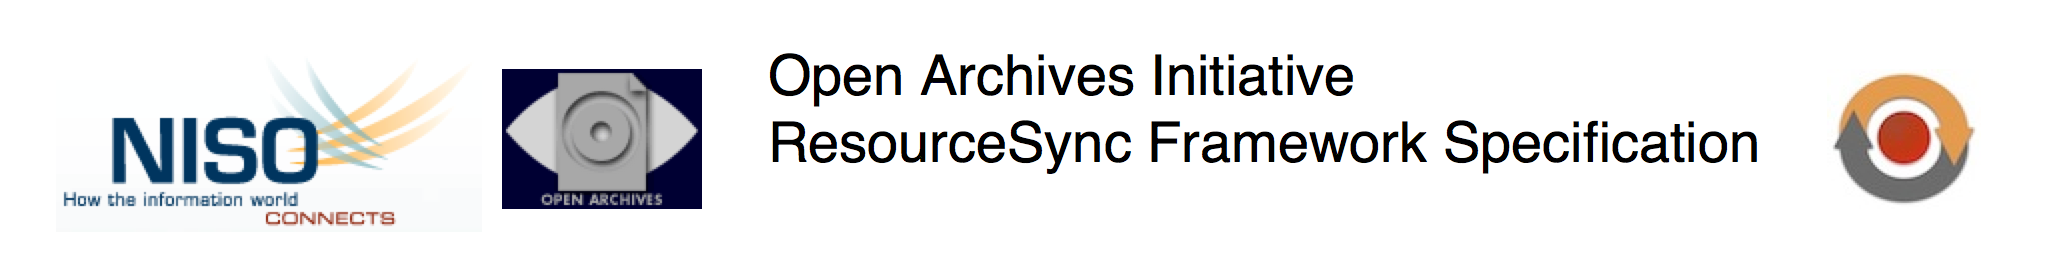 NISO
How the information world
CONNECTS
OPEN ARCHIVES
Open Archives Initiative
ResourceSync Framework Specification